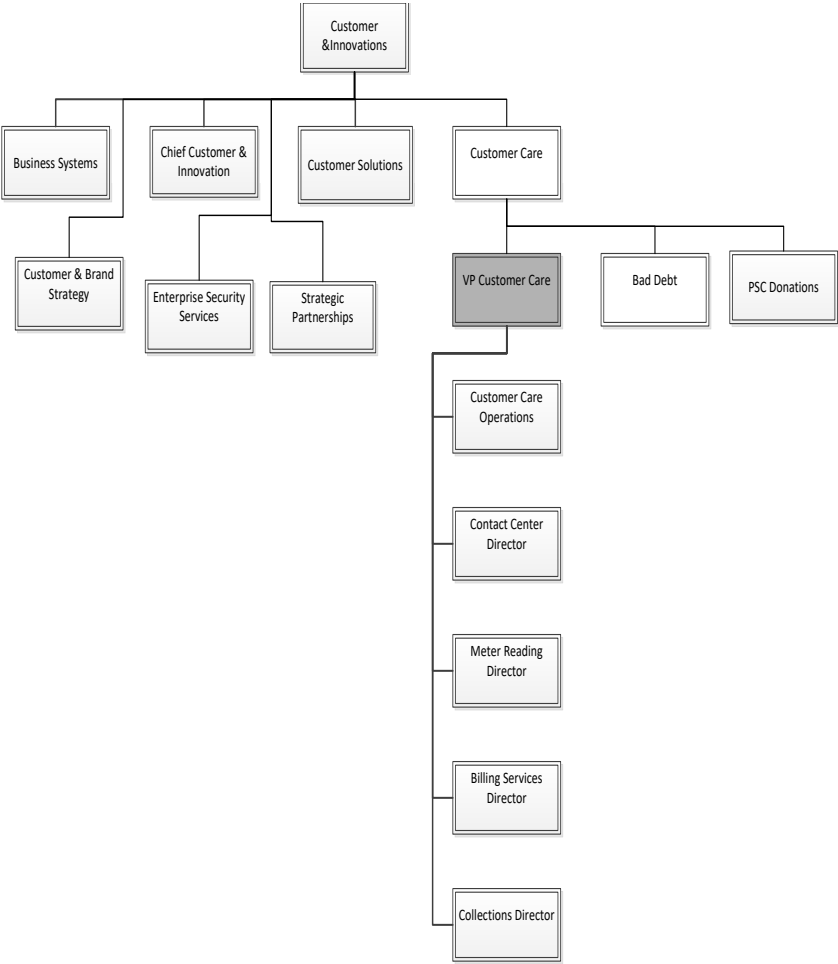 Customer
&Innovations
Business Systems
Chief Customer &
Innovation
Customer Solutions
Customer Care
Customer & Brand
Strategy
Enterprise Security
Services
Strategic
Partnerships
VP Customer Care
Bad Debt
PSC Donations
Customer Care
Operations
Contact Center
Director
Meter Reading
Director
Billing Services
Director
Collections Director